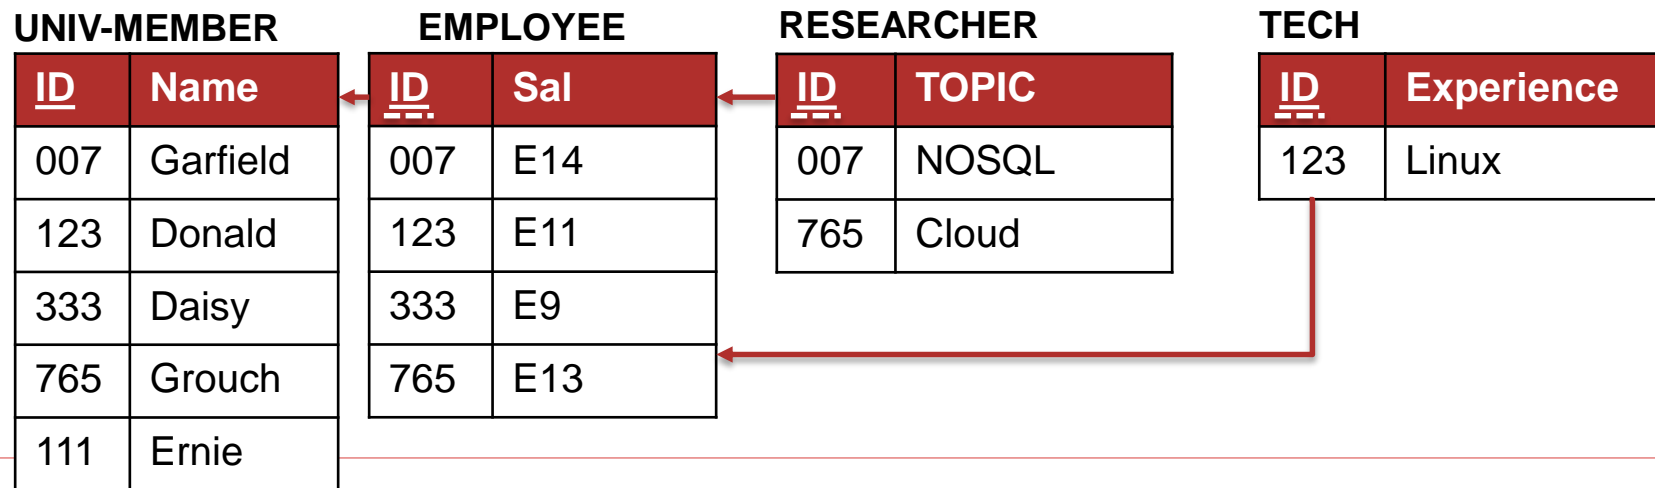 UNIV-MEMBER EMPLOYEE RESEARCHER TECH
ID Name ID Sal ID TOPIC ID Experience
007 Garfield 007 E14 007 NOSQL 123 Linux
123 Donald 123 E11 765 Cloud
333 Daisy 333 E9
765 Grouch 765 E13
111 Ernie